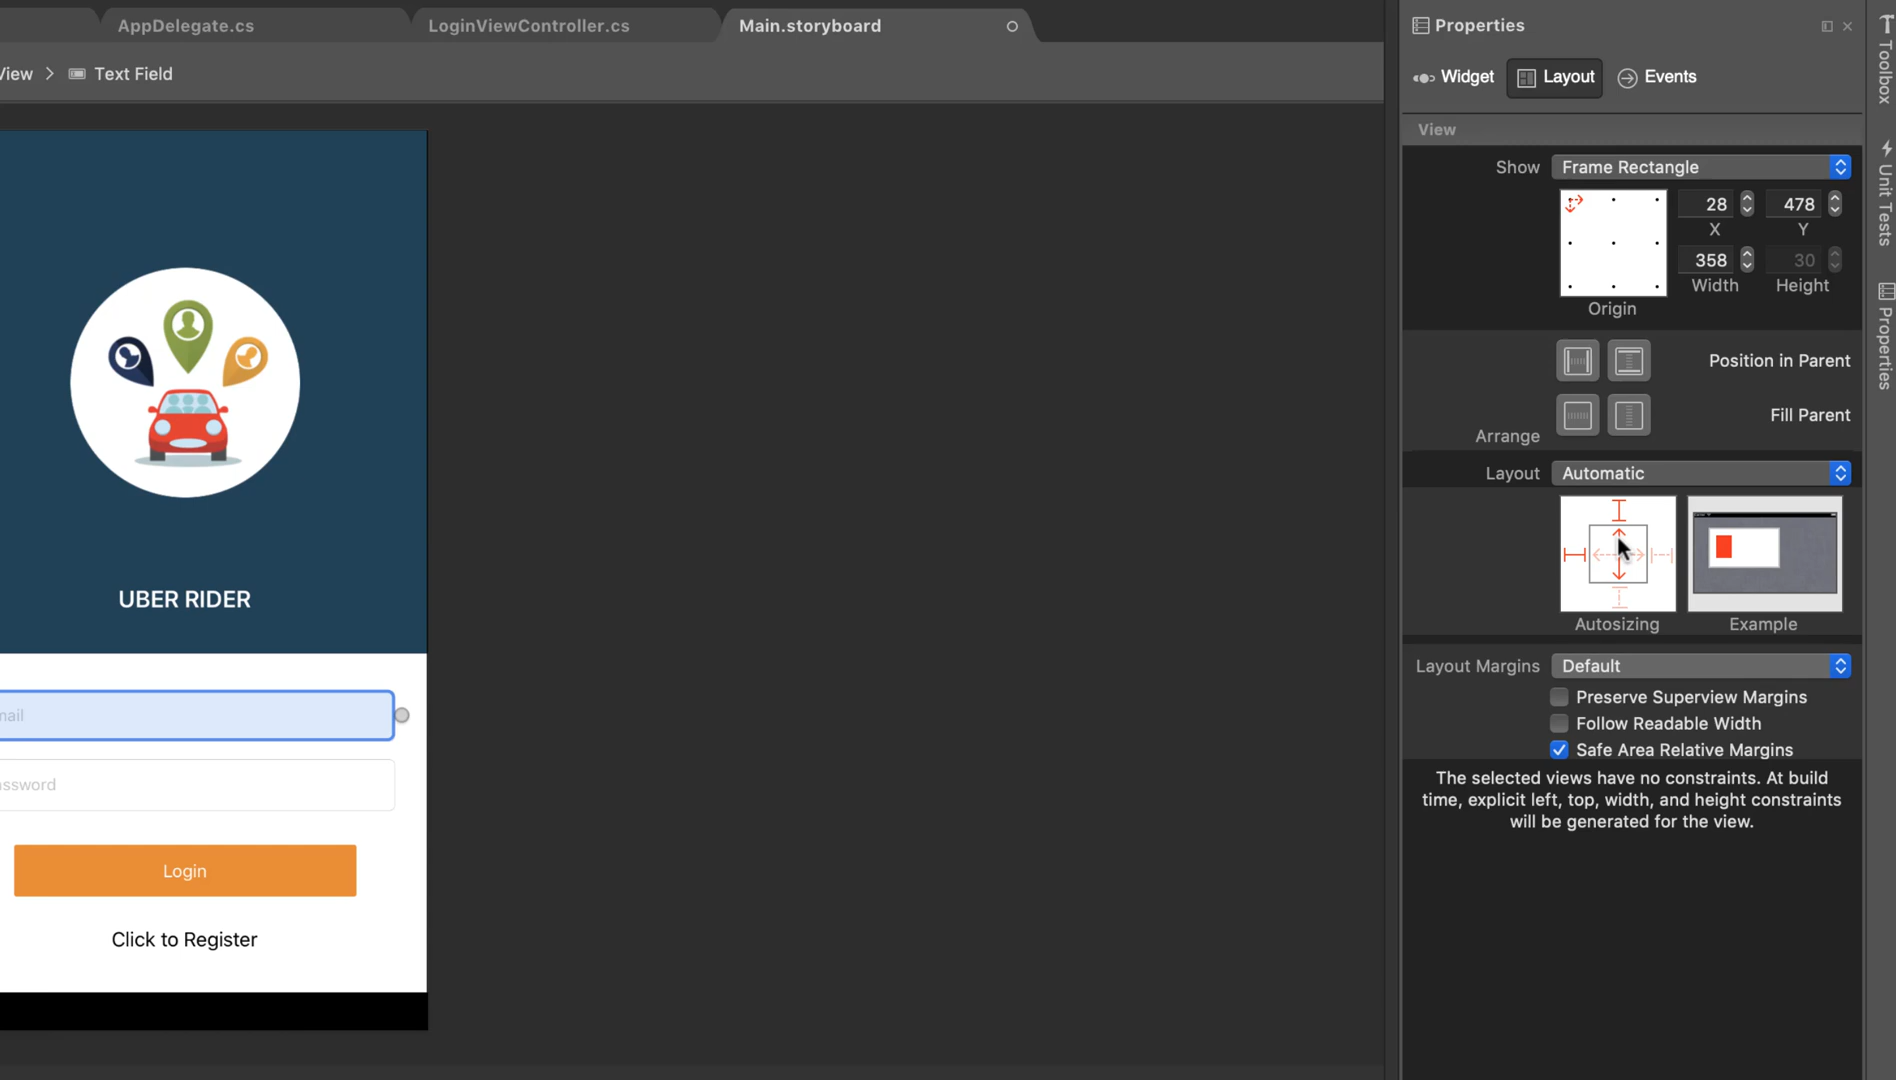 AppDelegate.cs
LoginViewController.cs
Main.storyboard
Properties
View > Text Field
Widget
Layout
Events
View
Show Frame Rectangle
28
478
X
Y
358
30
Width
Height
Origin
Position in Parent
Fill Parent
Arrange
Layout Automatic
Autosizing
Example
Layout Margins Default
Preserve Superview Margins
Follow Readable Width
Safe Area Relative Margins
The selected views have no constraints. At build
time, explicit left, top, width, and height constraints
will be generated for the view.
Toolbox
Unit Tests
Properties
UBER RIDER
mail
assword
Login
Click to Register